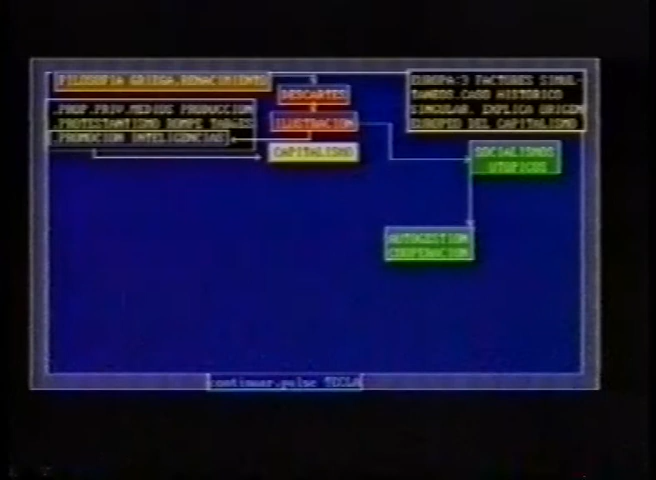 FILOSOFIA GRIEGA.RENACIMIENTO
DESCARTES
.PROP.PRIV.MEDIOS PRODUCCION
.PROTESTANTISMO ROMPE TABUES
.PROMOCION INTELIGENCIAS
ILUSTRACION
CAPITALISMO
EUROPA-3 FACTORES SIMUL-
TANEOS.CASO HISTORICO
SINGULAR. EXPLICA ORIGEN
EUROPEO DEL CAPITALISMO
SOCIALISMOS
UTOPICOS
AUTOGESTION
COOPERACION
continuar.pulse TECLA